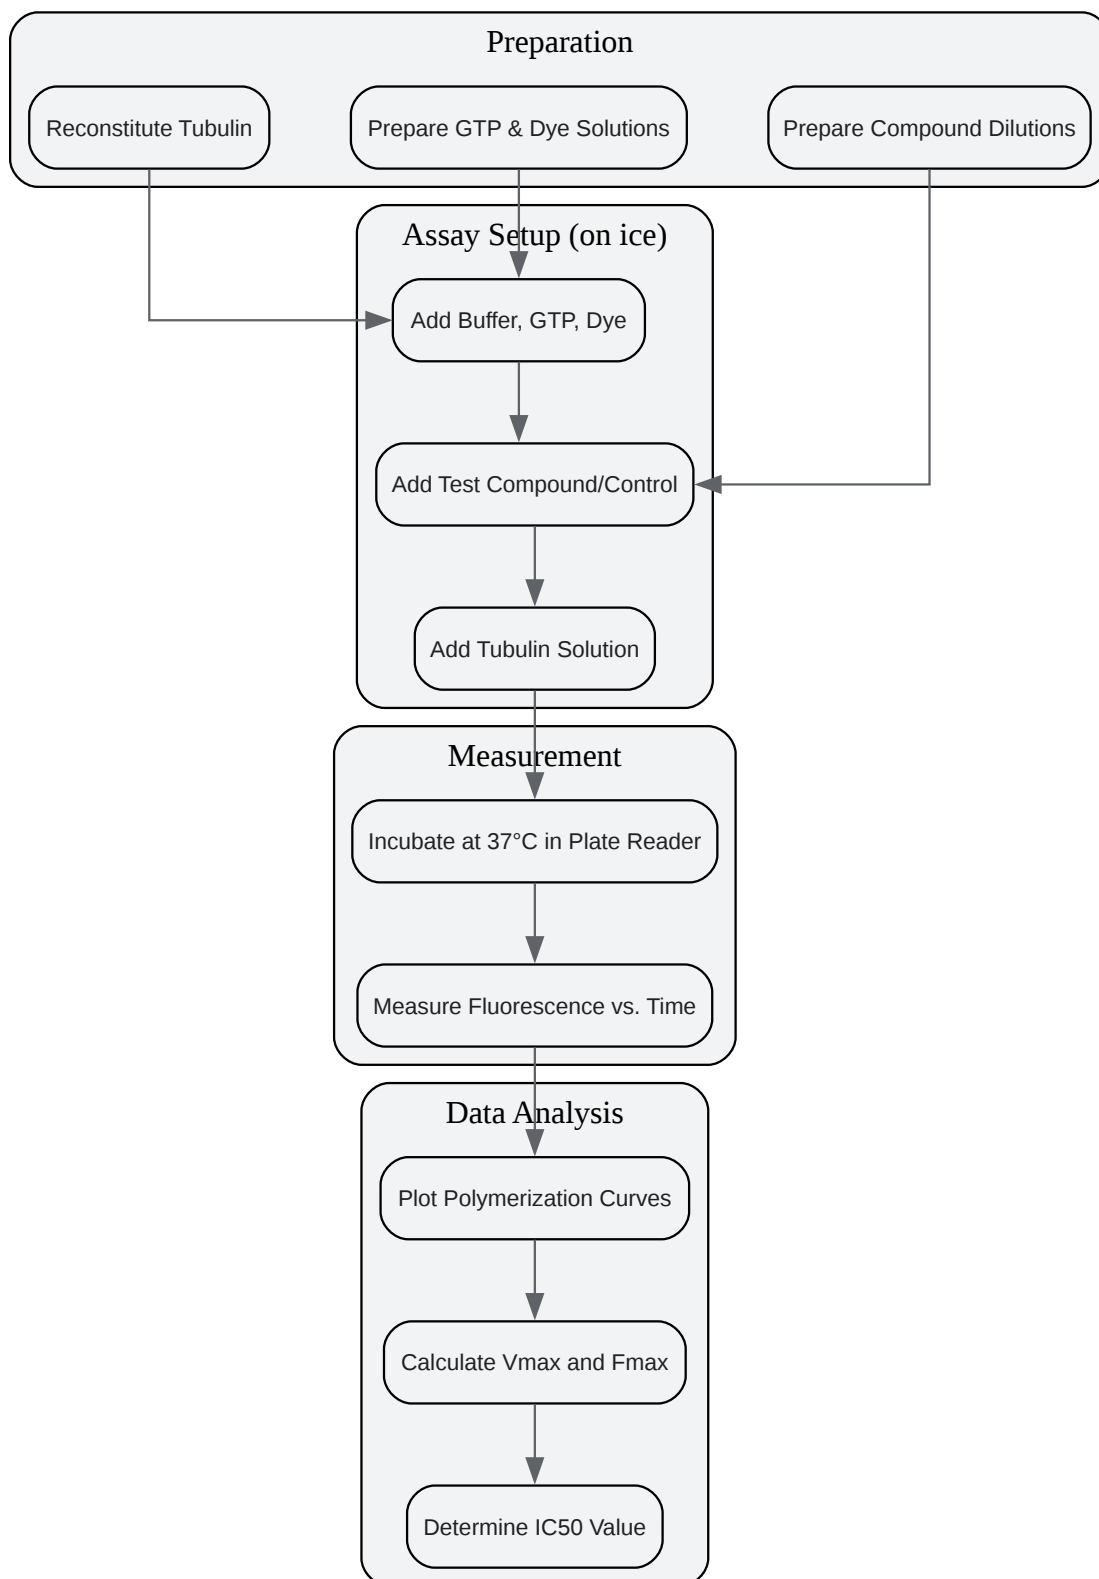 Preparation
Reconstitute Tubulin
Prepare GTP & Dye Solutions
Prepare Compound Dilutions
Assay Setup (on ice)
Add Buffer, GTP, Dye
Add Test Compound/Control
Add Tubulin Solution
Measurement
Incubate at 37°C in Plate Reader
Measure Fluorescence vs. Time
Data Analysis
Plot Polymerization Curves
Calculate Vmax and Fmax
Determine IC50 Value